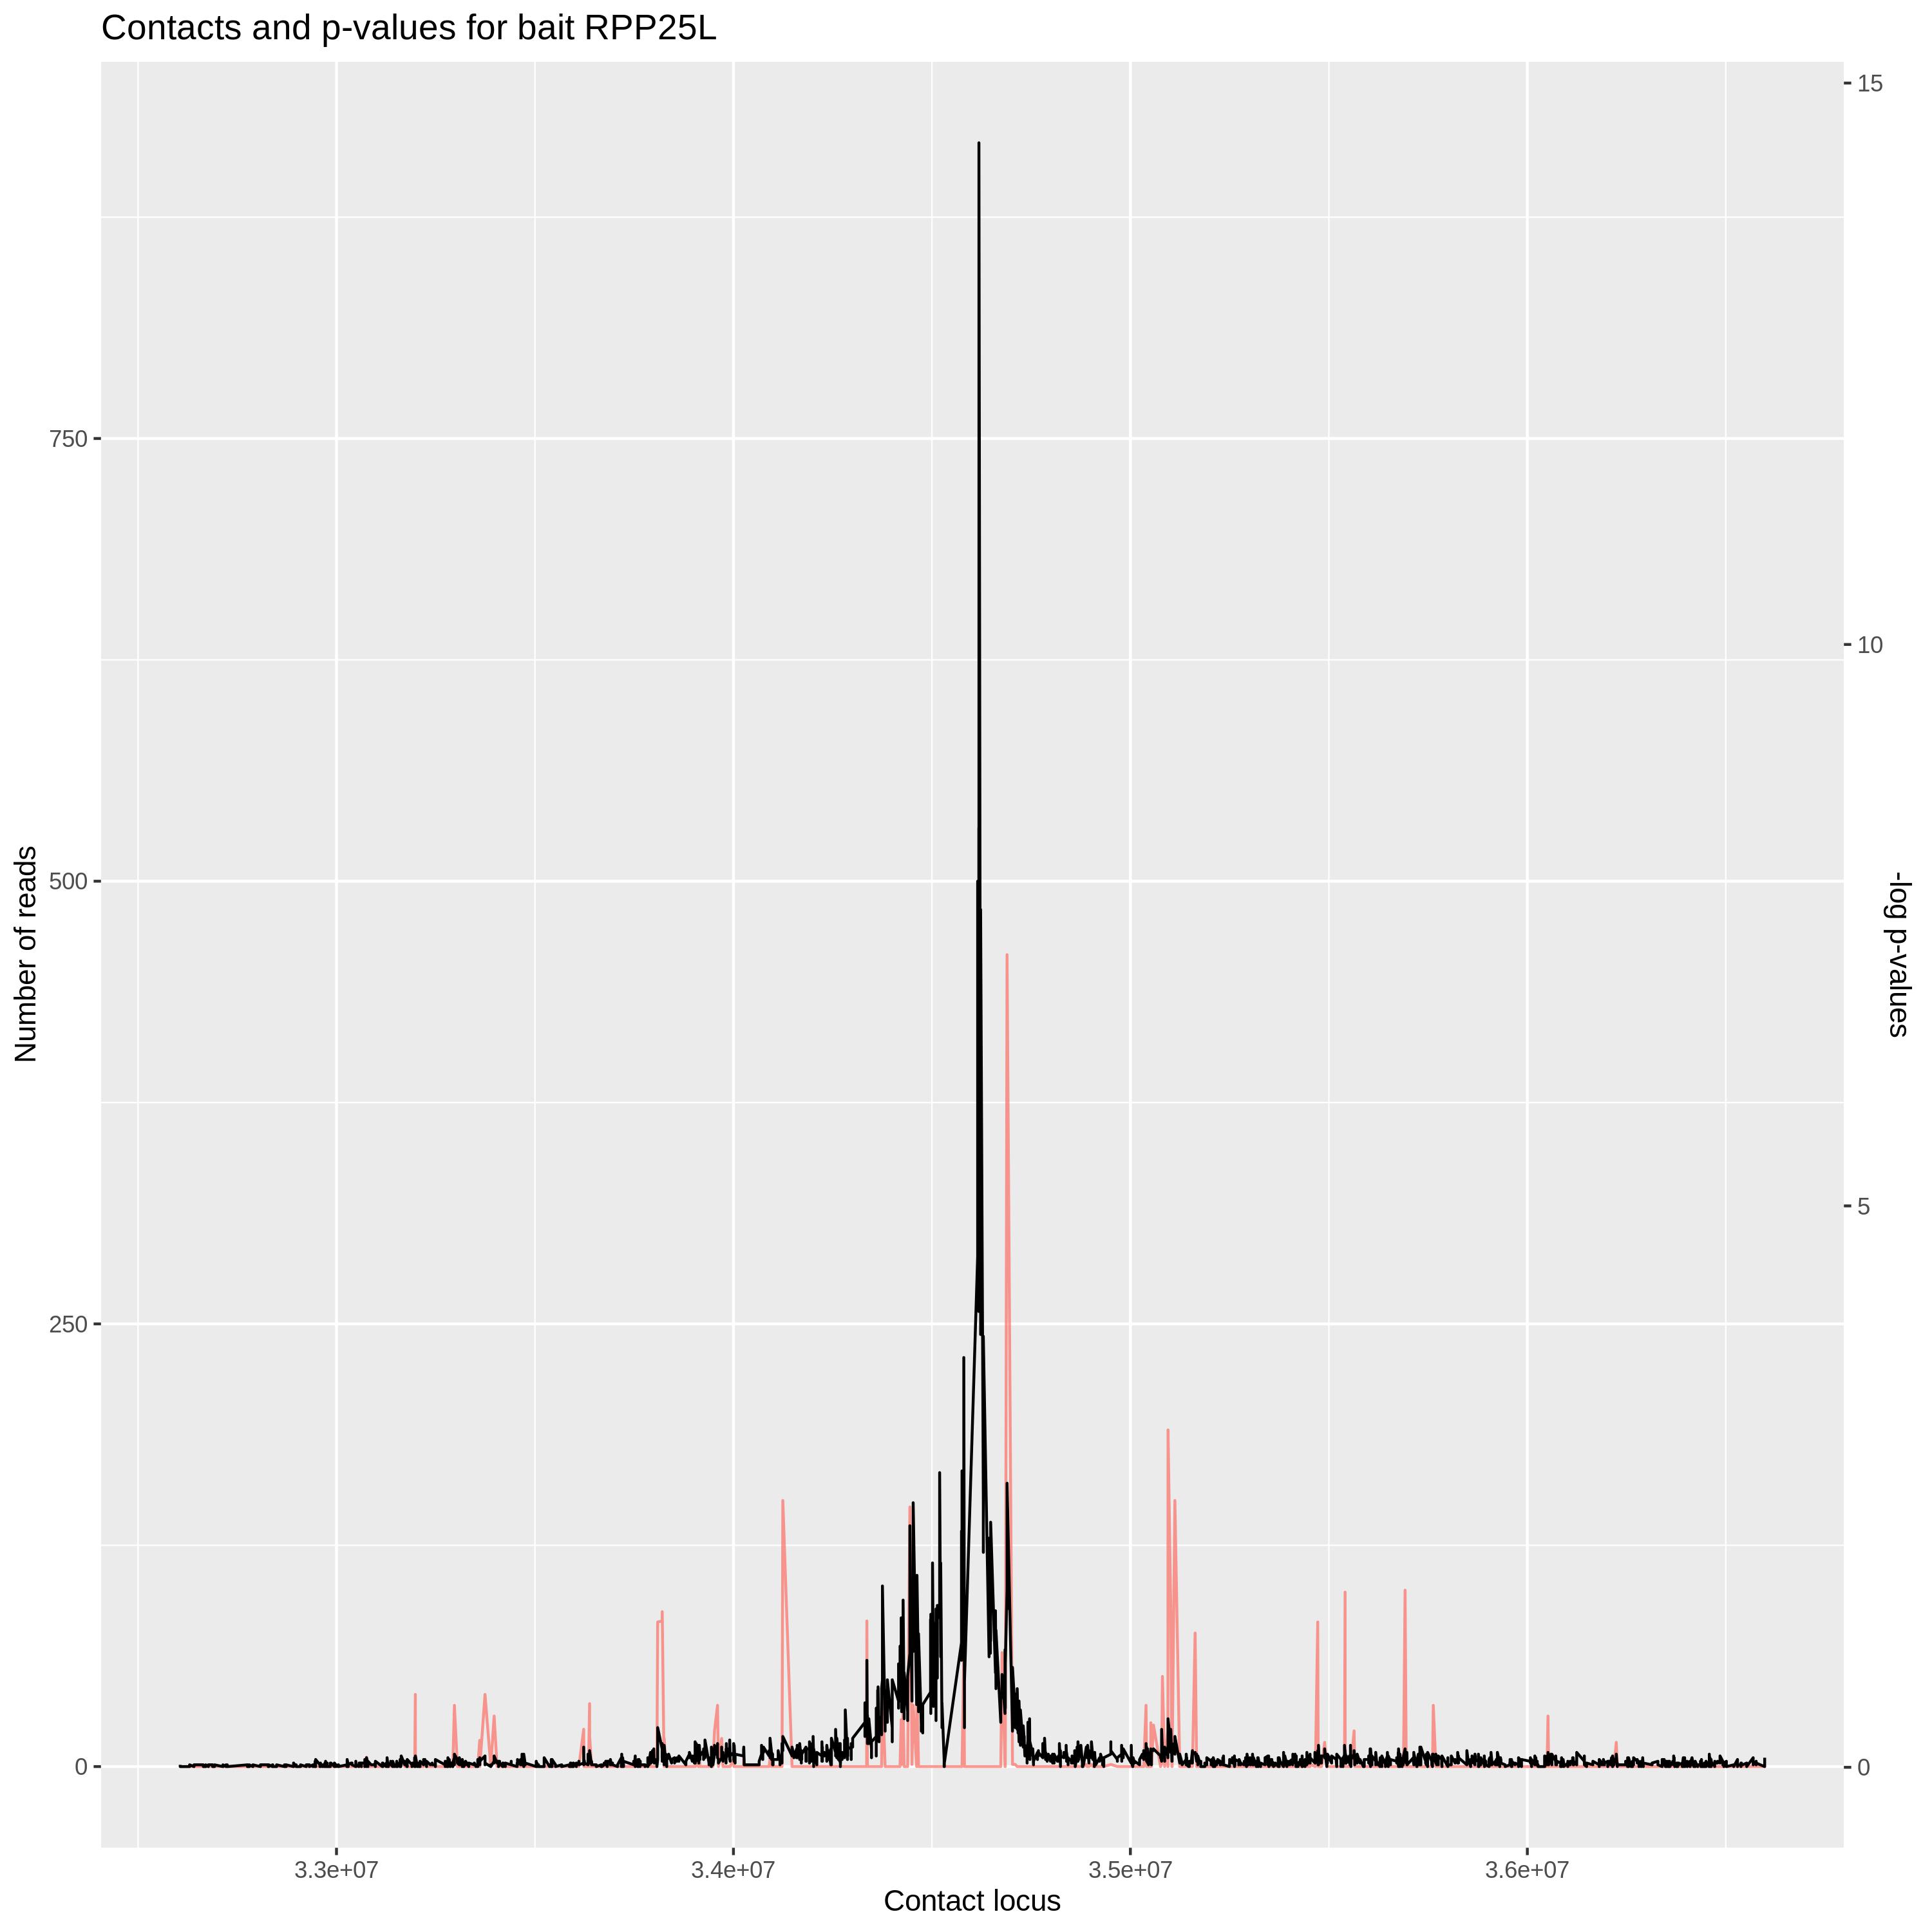 Contacts and p-values for bait RPP25L
15
750
10
500
5
250
0
0
Number of reads
-log p-values
3.3e+07
3.4e+07
3.5e+07
3.6e+07
Contact locus